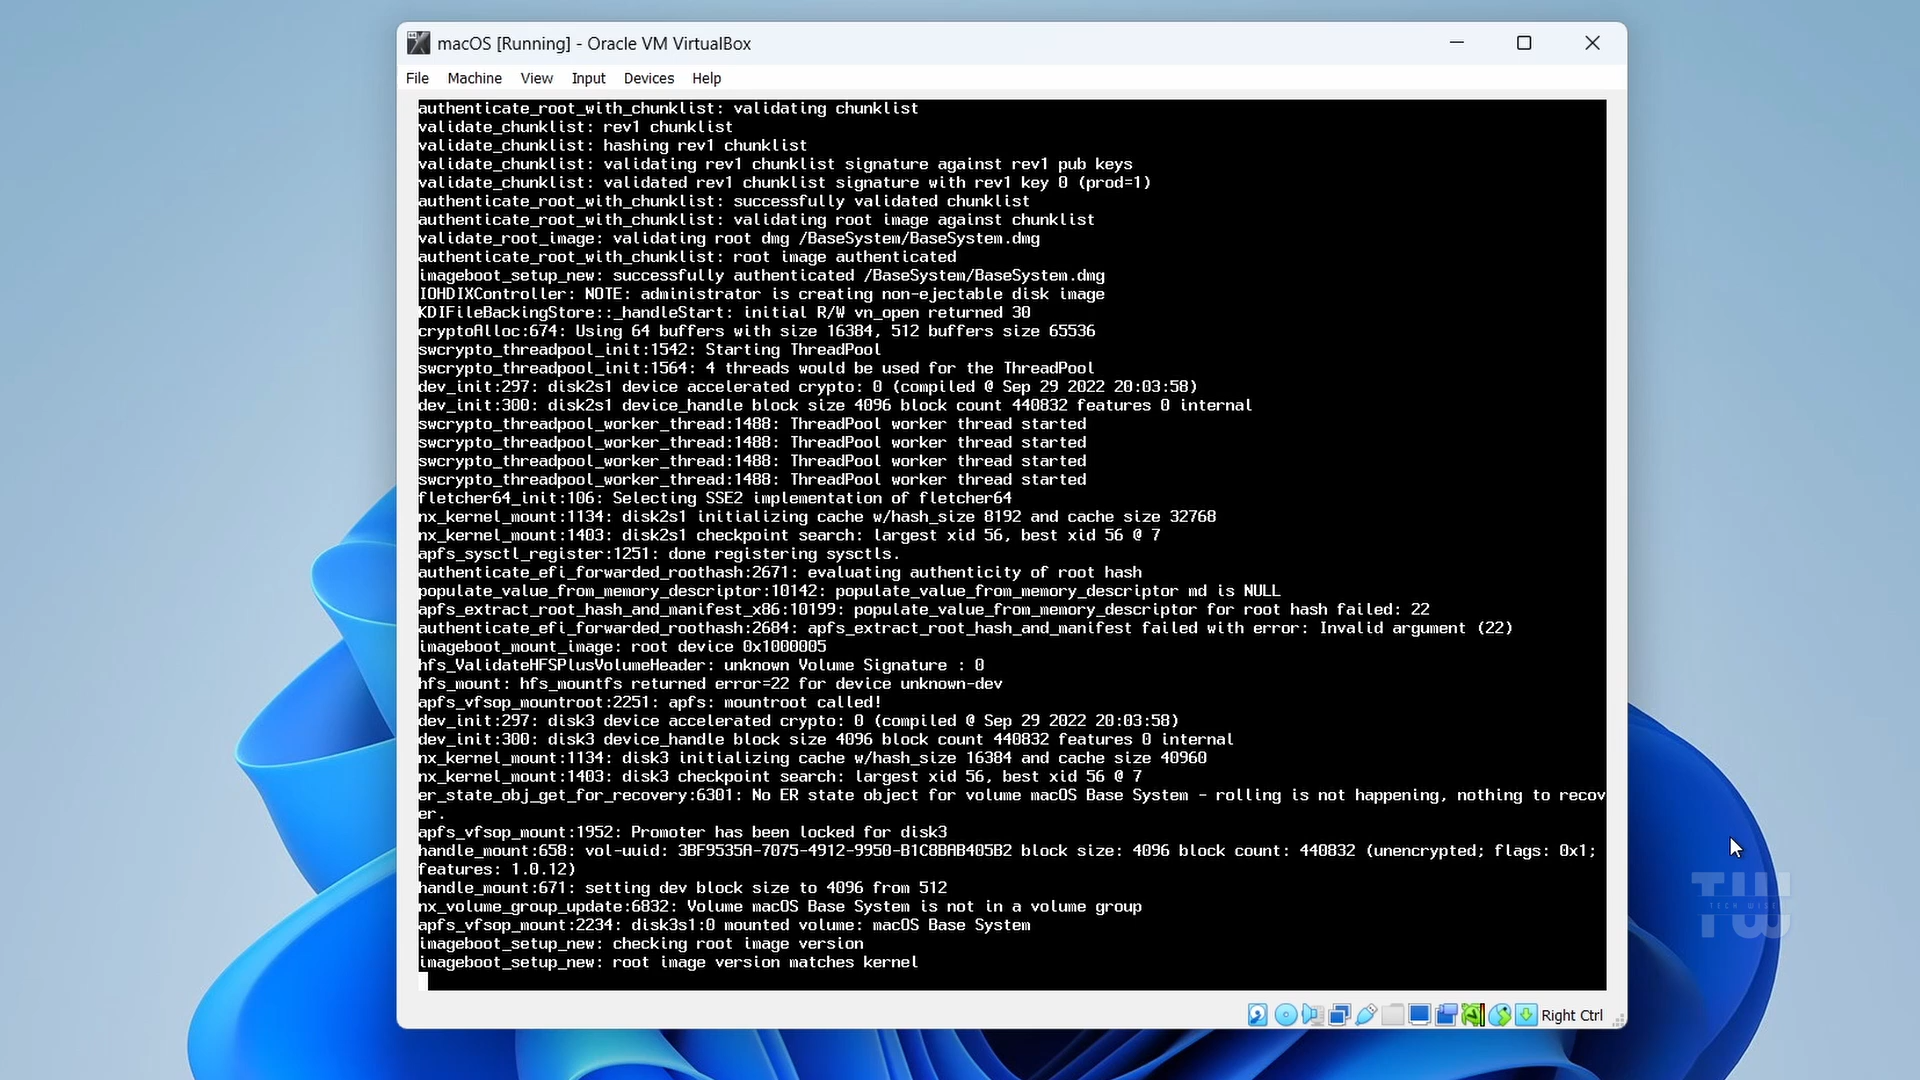 macOS [Running] - Oracle VM VirtualBox
File Machine View Input Devices Help
authenticate_root_with_chunklist: validating chunklist
validate_chunklist: rev1 chunklist
validate_chunklist: hashing rev1 chunklist
validate_chunklist: validating rev1 chunklist signature against rev1 pub keys
validate_chunklist: validated rev1 chunklist signature with rev1 key 0 (prod=1)
authenticate_root_with_chunklist: successfully validated chunklist
authenticate_root_with_chunklist: validating root image against chunklist
validate_root_image: validating root dmg /BaseSystem/BaseSystem.dmg
authenticate_root_with_chunklist: root image authenticated
imageboot_setup_new: successfully authenticated /BaseSystem/BaseSystem.dmg
IOHDIXController: NOTE: administrator is creating non-ejectable disk image
KDIFileBackingStore::_handleStart: initial R/W vn_open returned 30
cryptoAlloc:674: Using 64 buffers with size 16384, 512 buffers size 65536
swcrypto_threadpool_init:1542: Starting ThreadPool
swcrypto_threadpool_init:1564: 4 threads would be used for the ThreadPool
dev_init:297: disk2s1 device accelerated crypto: 0 (compiled @ Sep 29 2022 20:03:58)
dev_init:300: disk2s1 device_handle block size 4096 block count 440832 features 0 internal
swcrypto_threadpool_worker_thread:1488: ThreadPool worker thread started
swcrypto_threadpool_worker_thread:1488: ThreadPool worker thread started
swcrypto_threadpool_worker_thread:1488: ThreadPool worker thread started
swcrypto_threadpool_worker_thread:1488: ThreadPool worker thread started
fletcher64_init:106: Selecting SSE2 implementation of fletcher64
nx_kernel_mount:1134: disk2s1 initializing cache w/hash_size 8192 and cache size 32768
nx_kernel_mount:1403: disk2s1 checkpoint search: largest xid 56, best xid 56 @ 7
apfs_sysctl_register:1251: done registering sysctls.
authenticate_efi_forwarded_roothash:2671: evaluating authenticity of root hash
populate_value_from_memory_descriptor:10142: populate_value_from_memory_descriptor md is NULL
apfs_extract_root_hash_and_manifest_x86:10199: populate_value_from_memory_descriptor for root hash failed: 22
authenticate_efi_forwarded_roothash:2684: apfs_extract_root_hash_and_manifest failed with error: Invalid argument (22)
imageboot_mount_image: root device 0x1000005
hfs_ValidateHFSPlusVolumeHeader: unknown Volume Signature : 0
hfs_mount: hfs_mountfs returned error=22 for device unknown-dev
apfs_vfsop_mountroot:2251: apfs: mountroot called!
dev_init:297: disk3 device accelerated crypto: 0 (compiled @ Sep 29 2022 20:03:58)
dev_init:300: disk3 device_handle block size 4096 block count 440832 features 0 internal
nx_kernel_mount:1134: disk3 initializing cache w/hash_size 16384 and cache size 40960
nx_kernel_mount:1403: disk3 checkpoint search: largest xid 56, best xid 56 @ 7
er_state_obj_get_for_recovery:6301: No ER state object for volume macOS Base System - rolling is not happening, nothing to recov
er.
apfs_vfsop_mount:1952: Promoter has been locked for disk3
handle_mount:658: vol-uuid: 3BF9535A-7075-4912-9950-B1C8BAB405B2 block size: 4096 block count: 440832 (unencrypted; flags: 0x1;
features: 1.0.12)
handle_mount:671: setting dev block size to 4096 from 512
nx_volume_group_update:6832: Volume macOS Base System is not in a volume group
apfs_vfsop_mount:2234: disk3s1:0 mounted volume: macOS Base System
imageboot_setup_new: checking root image version
imageboot_setup_new: root image version matches kernel
Right Ctrl
TW
TECH WISE